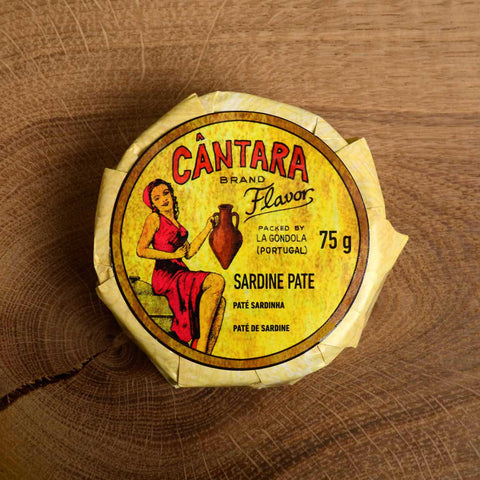 CÂNTARA
BRAND
Flavor
PACKED BY
LA GONDOLA
(PORTUGAL)
75 g
SARDINE PATE
PATÉ SARDINHA
PATÉ DE SARDINE